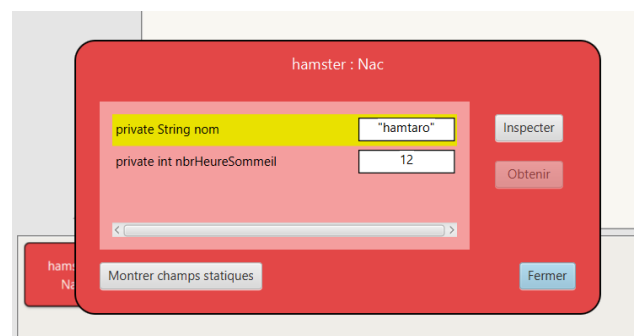 hamster : Nac
private String nom
"hamtaro"
Inspecter
private int nbrHeureSommeil
12
Obtenir
Montrer champs statiques
Fermer